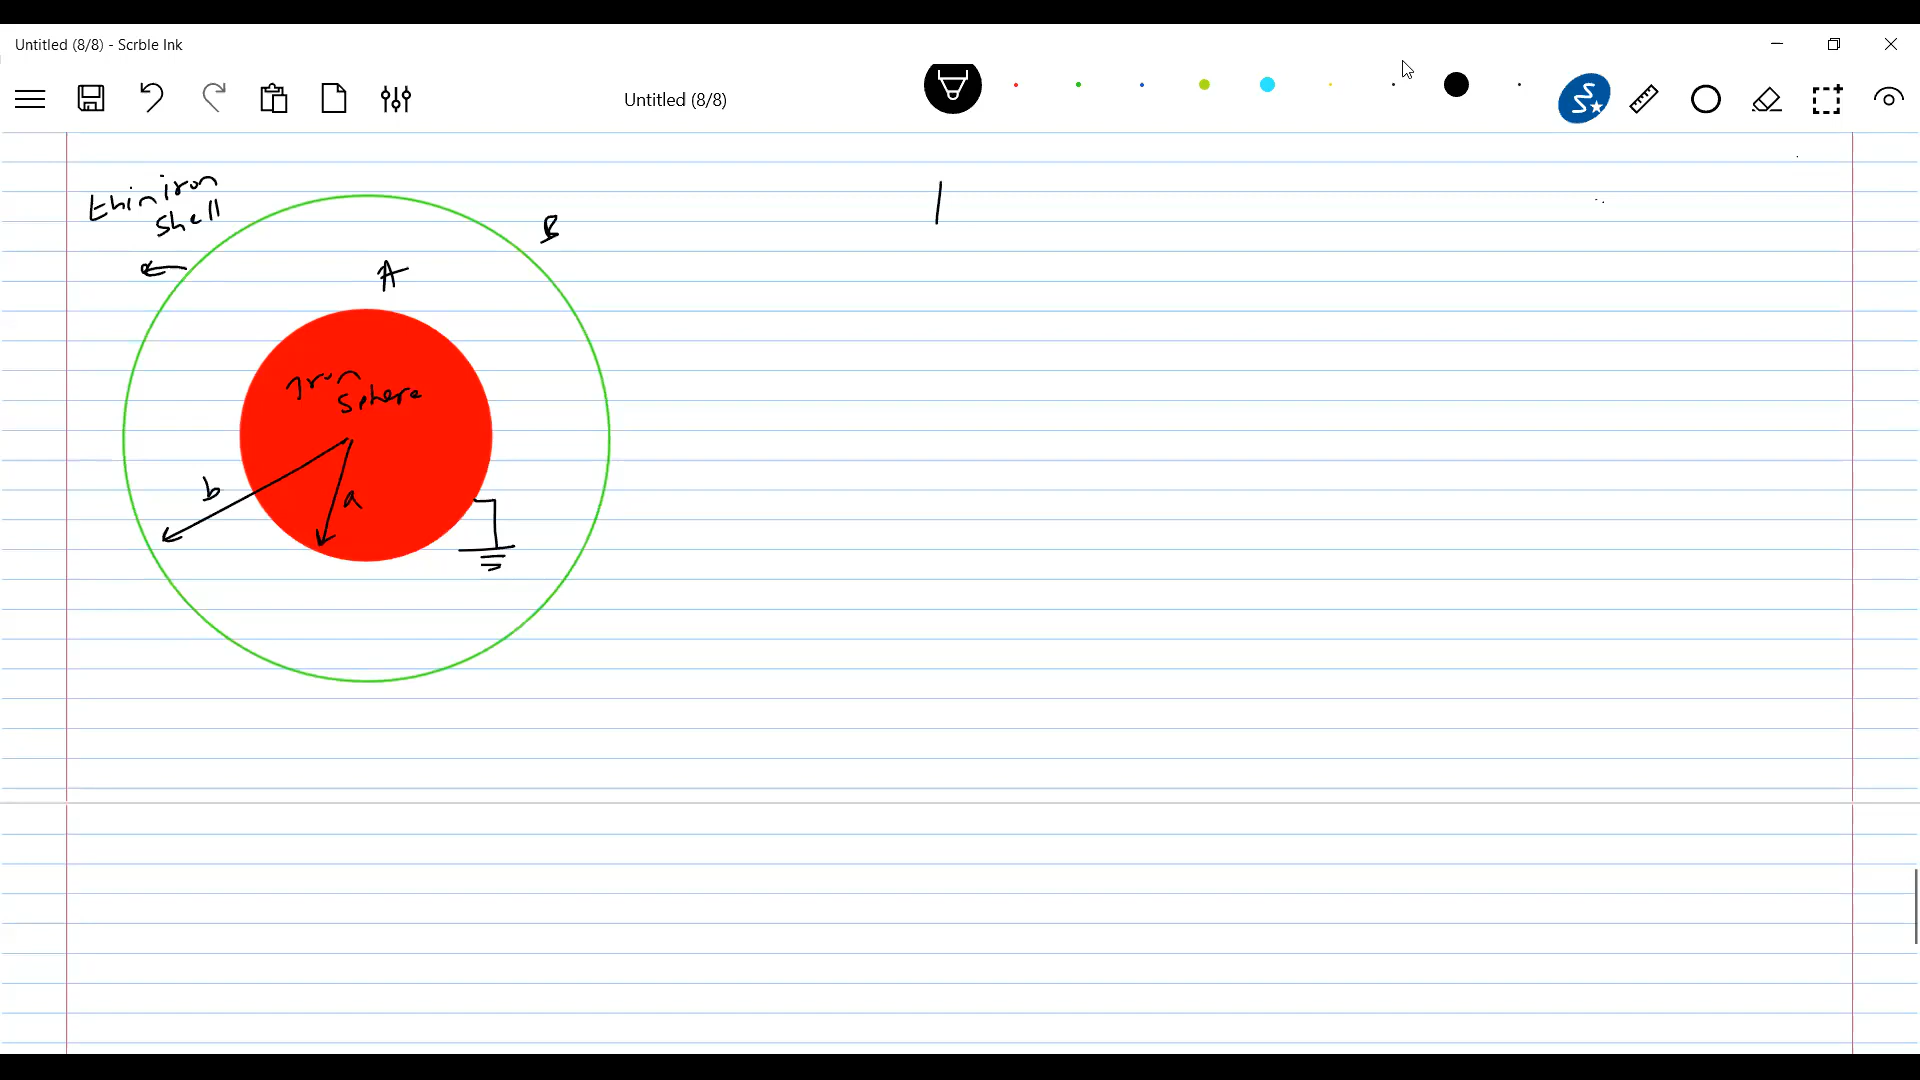 Untitled (8/8) - Scrble Ink
Untitled (8/8)
thin iron
shell
B
A
Iron
sphere
b
a